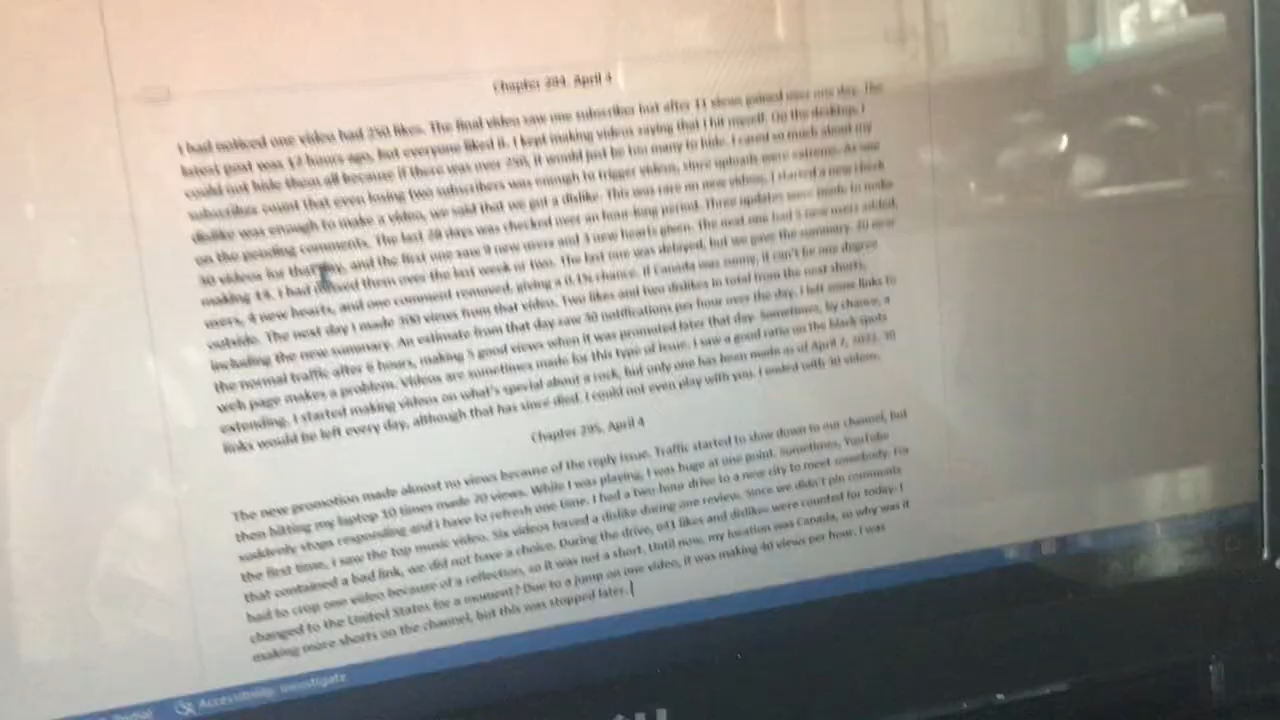 Chapter 294, April 4
I had noticed one video had 250 likes. The final video saw one subscriber but after 11 views gained over one day. The
latest post was 12 hours ago, but everyone liked it. I kept making videos saying that I hit myself. On the desktop, I
could not hide them all because if there was over 250, it would just be too many to hide. I cared so much about my
subscriber count that even losing two subscribers was enough to trigger videos, since uploads were extreme. As one
dislike was enough to make a video, we said that we got a dislike. This was rare on new videos. I started a new check
on the pending comments. The last 28 days was checked over an hour-long period. Three updates were made to make
30 videos for that day, and the first one saw 9 new users and 3 new hearts given. The next one had 5 new users added,
making 14. I had missed them over the last week or two. The last one was delayed, but we gave the summary. 10 new
users, 4 new hearts, and one comment removed, giving a 0.1% chance. If Canada was sunny, it can't be one degree
outside. The next day I made 300 views from that video. Two likes and two dislikes in total from the next shorts,
including the new summary. An estimate from that day saw 30 notifications per hour over the day. I left some links to
the normal traffic after 6 hours, making 5 good views when it was promoted later that day. Sometimes, by chance, a
web page makes a problem. Videos are sometimes made for this type of issue. I saw a good ratio on the black spots
extending. I started making videos on what's special about a rock, but only one has been made as of April 7, 2023. 30
links would be left every day, although that has since died. I could not even play with you. I ended with 30 videos.
Chapter 295, April 4
The new promotion made almost no views because of the reply issue. Traffic started to slow down to our channel, but
then hitting my laptop 10 times made 20 views. While I was playing, I was huge at one point. Sometimes, YouTube
suddenly stops responding and I have to refresh one time. I had a two-hour drive to a new city to meet somebody. For
the first time, I saw the top music video. Six videos forced a dislike during one review. Since we didn't pin comments
that contained a bad link, we did not have a choice. During the drive, 641 likes and dislikes were counted for today. I
had to crop one video because of a reflection, so it was not a short. Until now, my location was Canada, so why was it
changed to the United States for a moment? Due to a jump on one video, it was making 40 views per hour. I was
making more shorts on the channel, but this was stopped later.
Accessibility: Investigate